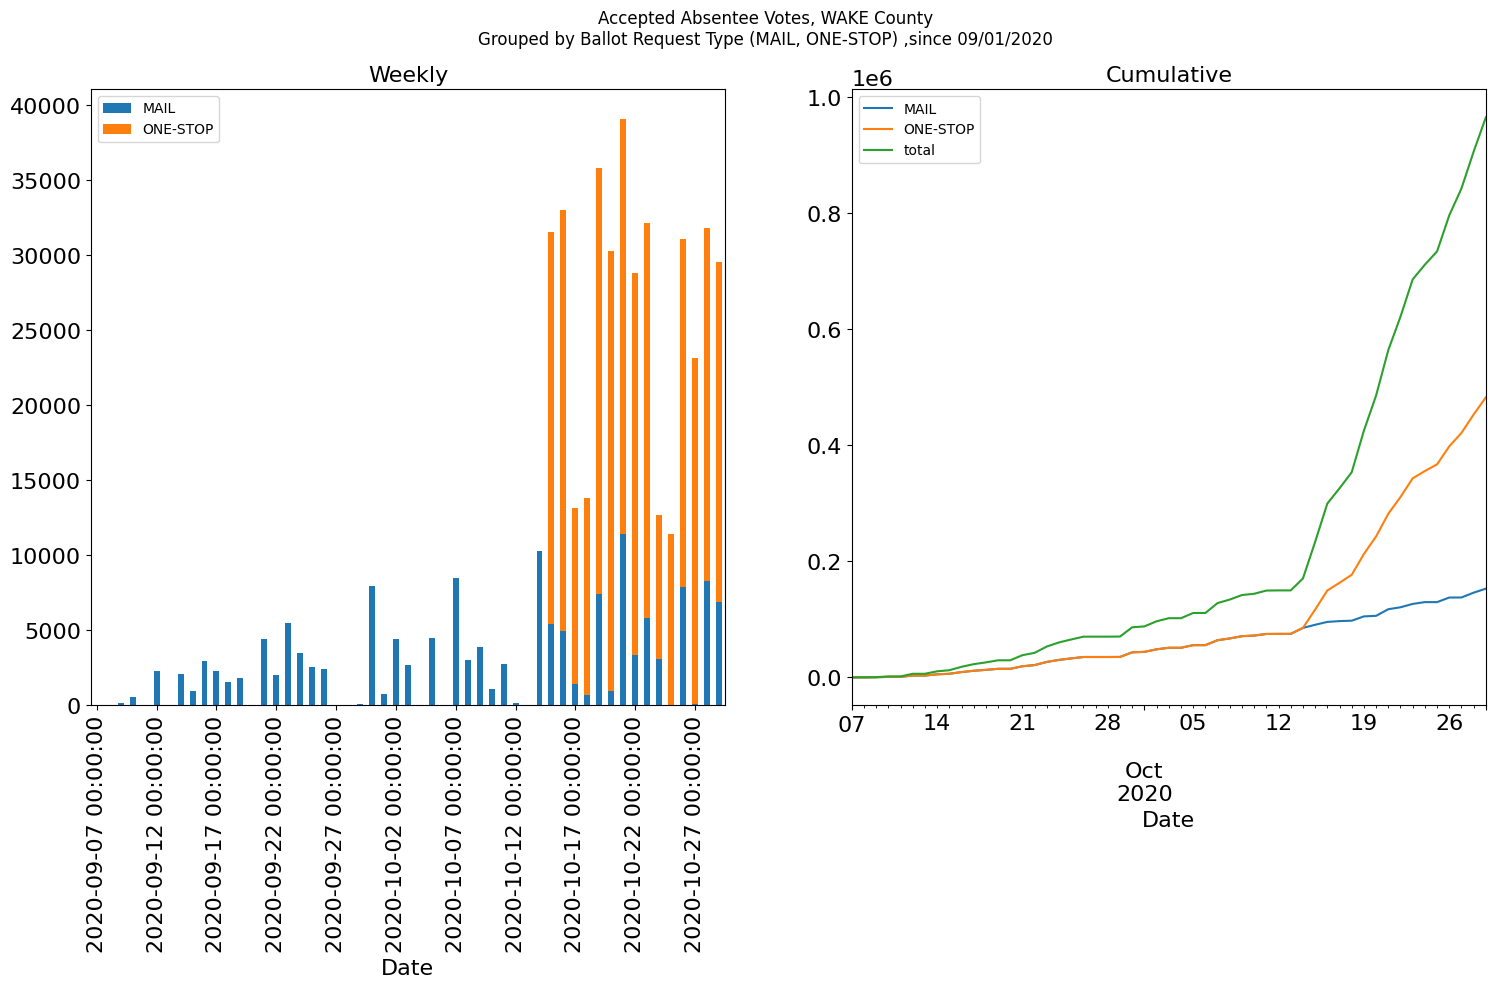 Accepted Absentee Votes, WAKE County
Grouped by Ballot Request Type (MAIL, ONE-STOP) ,since 09/01/2020
Weekly
MAIL
ONE-STOP
40000
35000
30000
25000
20000
15000
10000
5000
0
2020-09-07 00:00:00
2020-09-12 00:00:00
2020-09-17 00:00:00
2020-09-22 00:00:00
2020-09-27 00:00:00
2020-10-02 00:00:00
2020-10-07 00:00:00
2020-10-12 00:00:00
2020-10-17 00:00:00
2020-10-22 00:00:00
2020-10-27 00:00:00
Date
Cumulative
1e6
MAIL
ONE-STOP
total
1.0
0.8
0.6
0.4
0.2
0.0
07 14 21 28 05 12 19 26
Oct
2020
Date